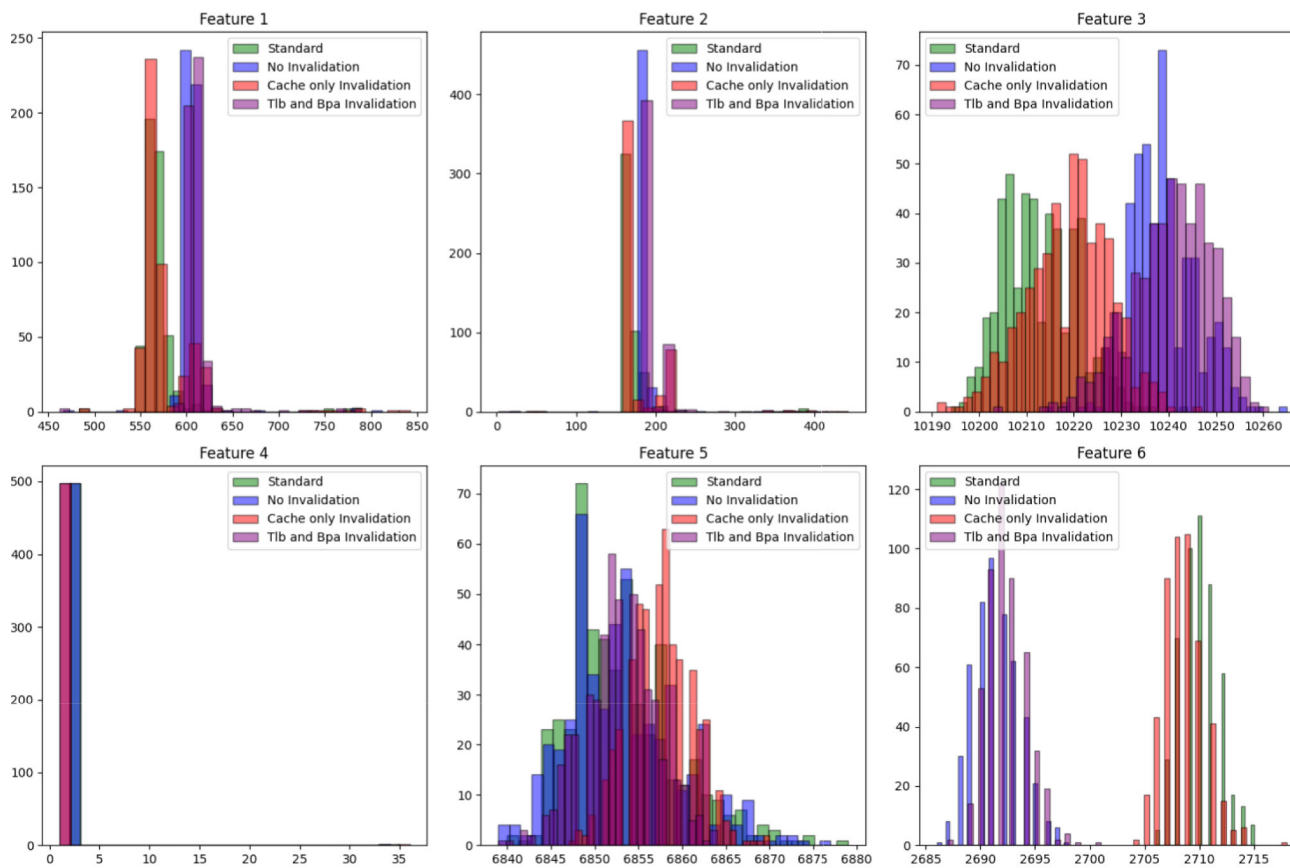 Feature 1
250
200
150
100
50
0
450 500 550 600 650 700 750 800 850
Standard
No Invalidation
Cache only Invalidation
Tlb and Bpa Invalidation
Feature 2
400
300
200
100
0
0 100 200 300 400
Standard
No Invalidation
Cache only Invalidation
Tlb and Bpa Invalidation
Feature 3
70
60
50
40
30
20
10
0
10190 10200 10210 10220 10230 10240 10250 10260
Standard
No Invalidation
Cache only Invalidation
Tlb and Bpa Invalidation
Feature 4
500
400
300
200
100
0
0 5 10 15 20 25 30 35
Standard
No Invalidation
Cache only Invalidation
Tlb and Bpa Invalidation
Feature 5
70
60
50
40
30
20
10
0
6840 6845 6850 6855 6860 6865 6870 6875 6880
Standard
No Invalidation
Cache only Invalidation
Tlb and Bpa Invalidation
Feature 6
120
100
80
60
40
20
0
2685 2690 2695 2700 2705 2710 2715
Standard
No Invalidation
Cache only Invalidation
Tlb and Bpa Invalidation